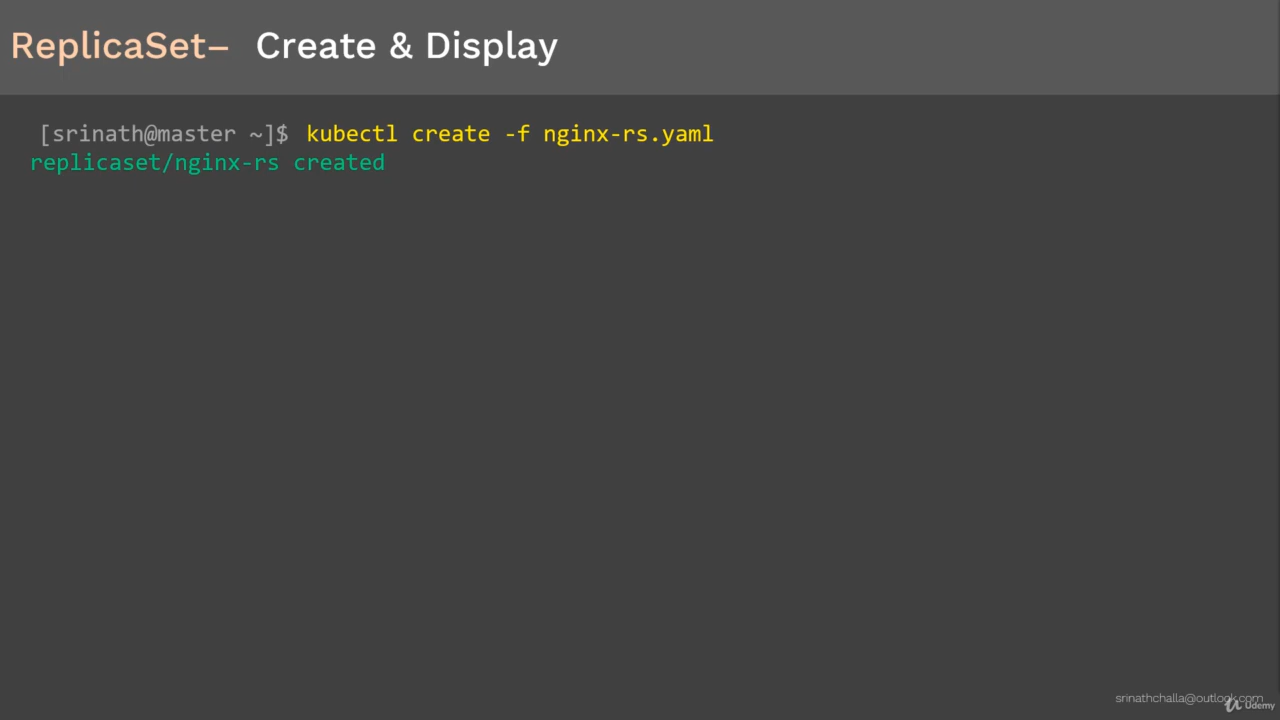 ReplicaSet– Create & Display
[srinath@master ~]$ kubectl create -f nginx-rs.yaml
replicaset/nginx-rs created
srinathchalla@outlook.com
Udemy